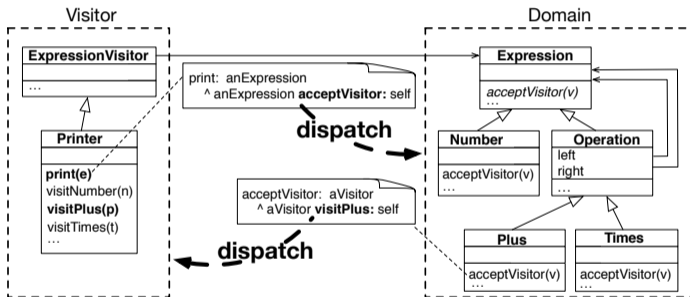 Visitor
ExpressionVisitor
...
Printer
print(e)
visitNumber(n)
visitPlus(p)
visitTimes(t)
...
print: anExpression
^ anExpression acceptVisitor: self
dispatch
acceptVisitor: aVisitor
^ aVisitor visitPlus: self
dispatch
Domain
Expression
acceptVisitor(v)
...
Number
acceptVisitor(v)
...
Operation
left
right
...
Plus
acceptVisitor(v)
...
Times
acceptVisitor(v)
...